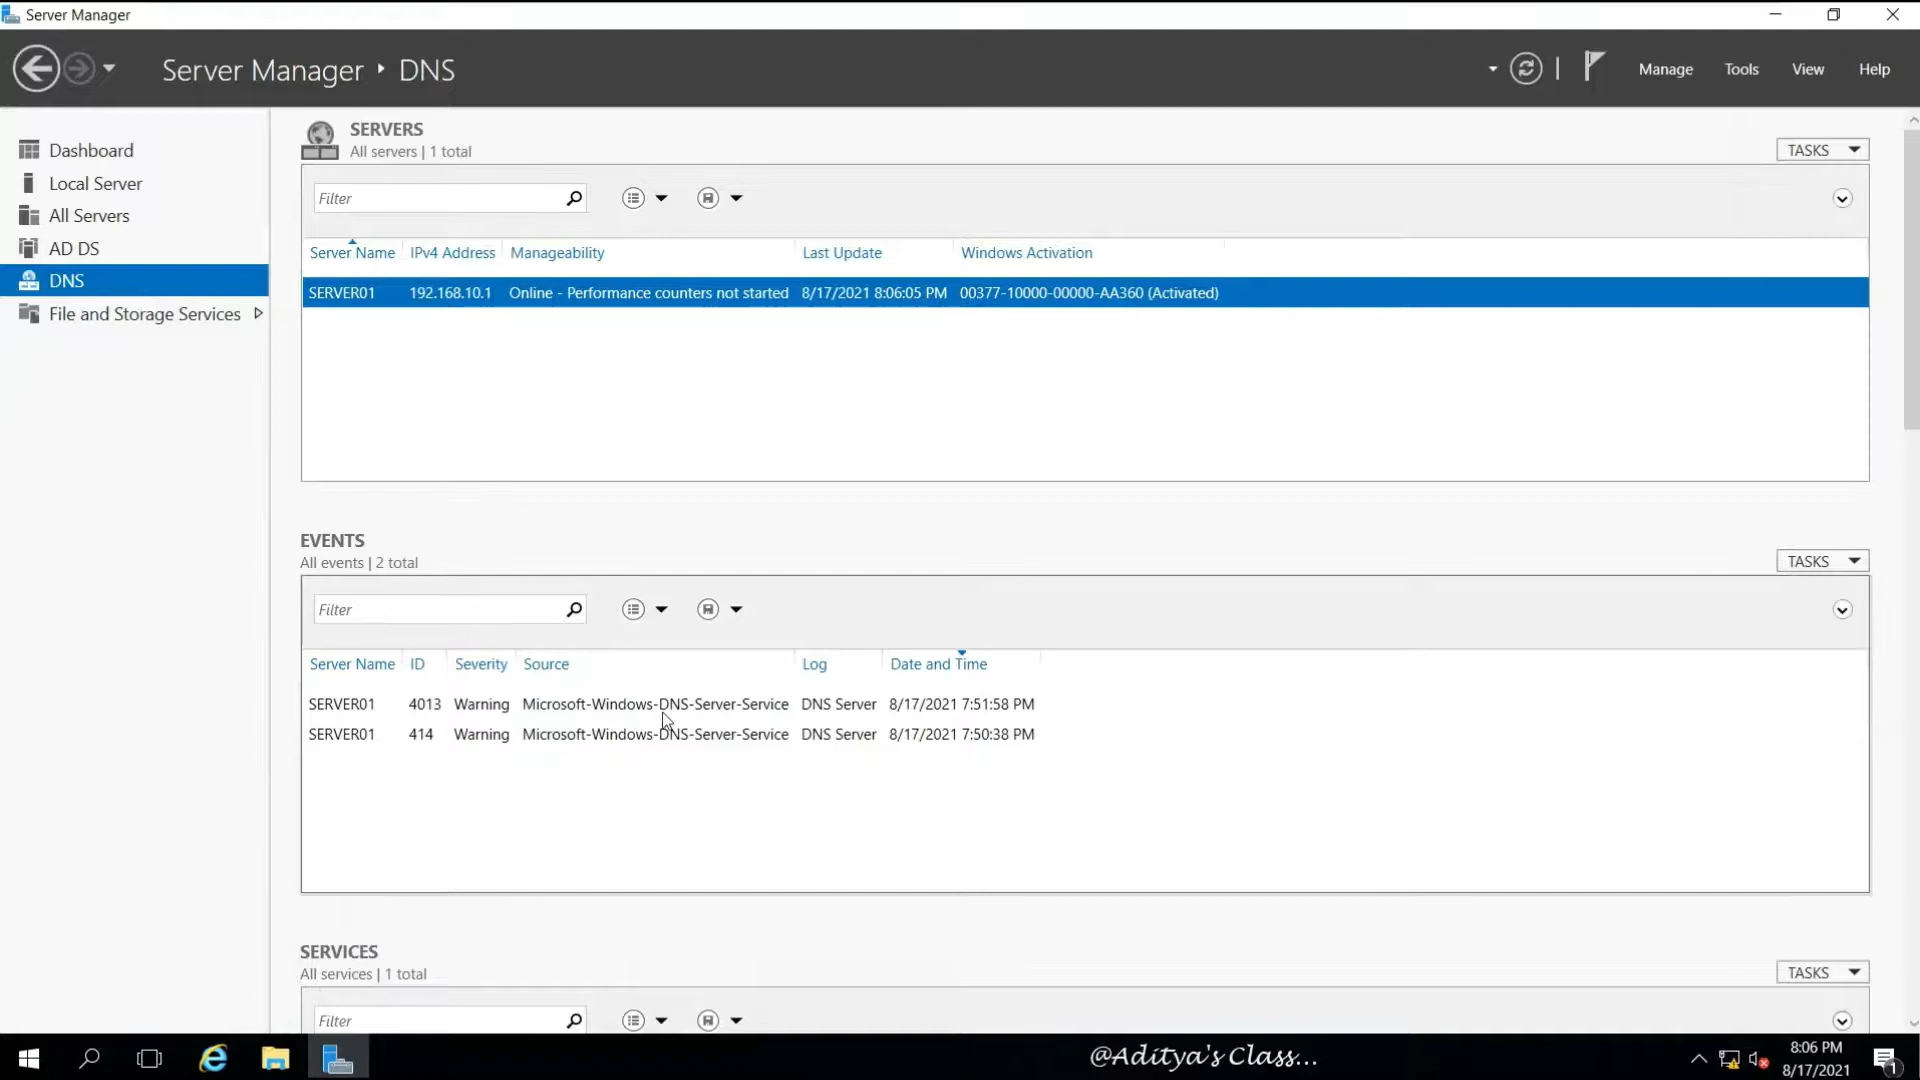 Server Manager
Server Manager ‣ DNS
Manage Tools View Help
Dashboard
Local Server
All Servers
AD DS
DNS
File and Storage Services
SERVERS
All servers | 1 total
TASKS
Filter
Server Name IPv4 Address Manageability Last Update Windows Activation
SERVER01 192.168.10.1 Online - Performance counters not started 8/17/2021 8:06:05 PM 00377-10000-00000-AA360 (Activated)
EVENTS
All events | 2 total
TASKS
Filter
Server Name ID Severity Source Log Date and Time
SERVER01 4013 Warning Microsoft-Windows-DNS-Server-Service DNS Server 8/17/2021 7:51:58 PM
SERVER01 414 Warning Microsoft-Windows-DNS-Server-Service DNS Server 8/17/2021 7:50:38 PM
SERVICES
All services | 1 total
TASKS
Filter
@Aditya's Class...
8:06 PM
8/17/2021
1